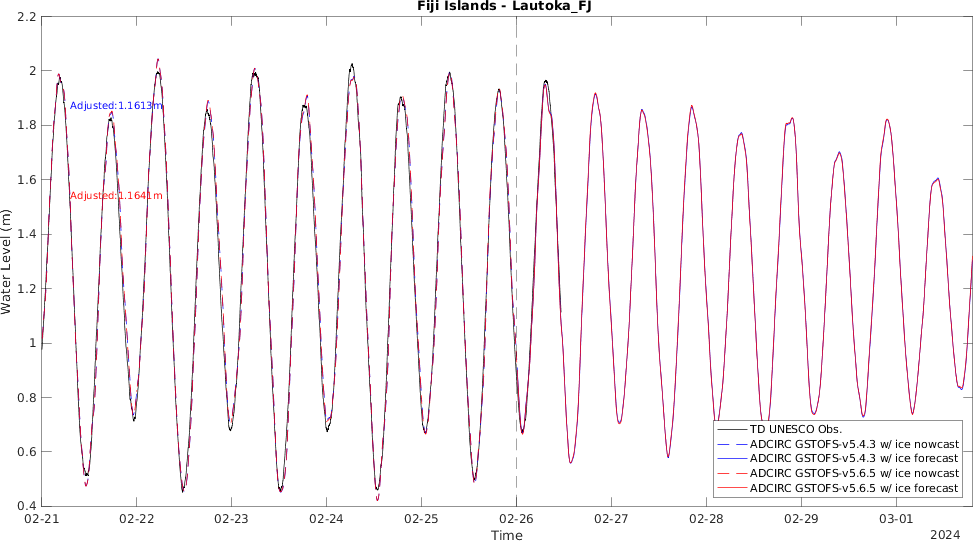 Fiji Islands - Lautoka_FJ
2.2
2
1.8
1.6
1.4
1.2
1
0.8
0.6
0.4
Water Level (m)
Adjusted:1.1613m
Adjusted:1.1641m
TD UNESCO Obs.
ADCIRC GSTOFS-v5.4.3 w/ ice nowcast
ADCIRC GSTOFS-v5.4.3 w/ ice forecast
ADCIRC GSTOFS-v5.6.5 w/ ice nowcast
ADCIRC GSTOFS-v5.6.5 w/ ice forecast
02-21 02-22 02-23 02-24 02-25 02-26 02-27 02-28 02-29 03-01
Time
2024